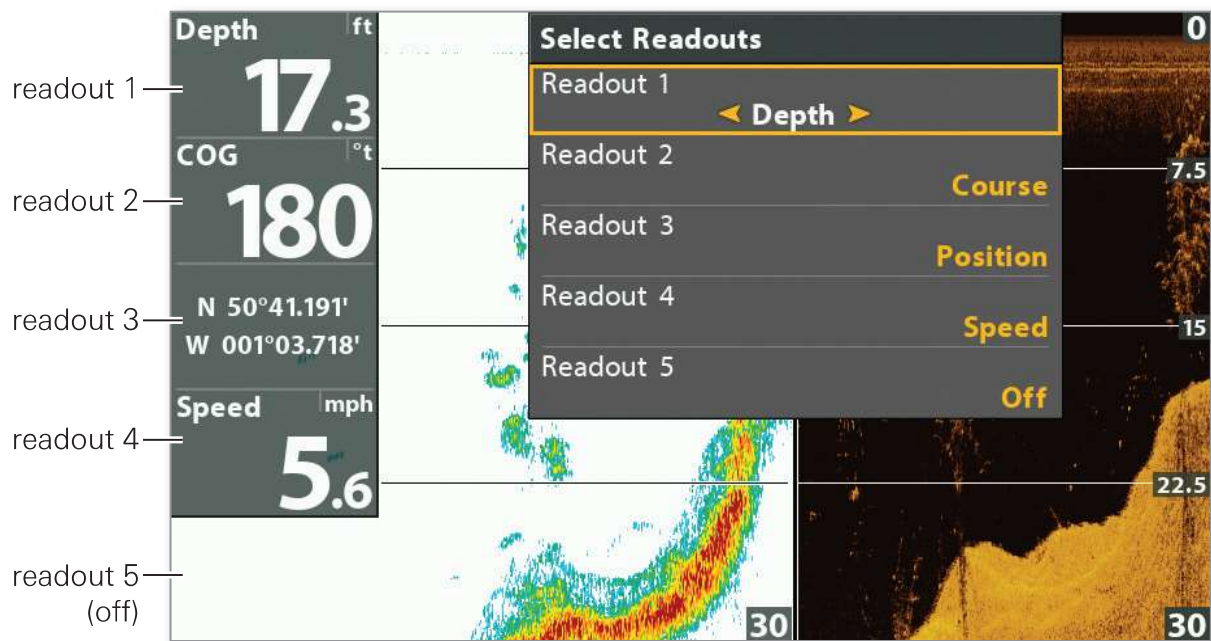 readout 1
readout 2
readout 3
readout 4
readout 5
(off)
Depth ft
17.3
COG °t
180
N 50°41.191'
W 001°03.718'
Speed mph
5.6
Select Readouts
Readout 1
Depth
Readout 2
Course
Readout 3
Position
Readout 4
Speed
Readout 5
Off
30
0
7.5
15
22.5
30